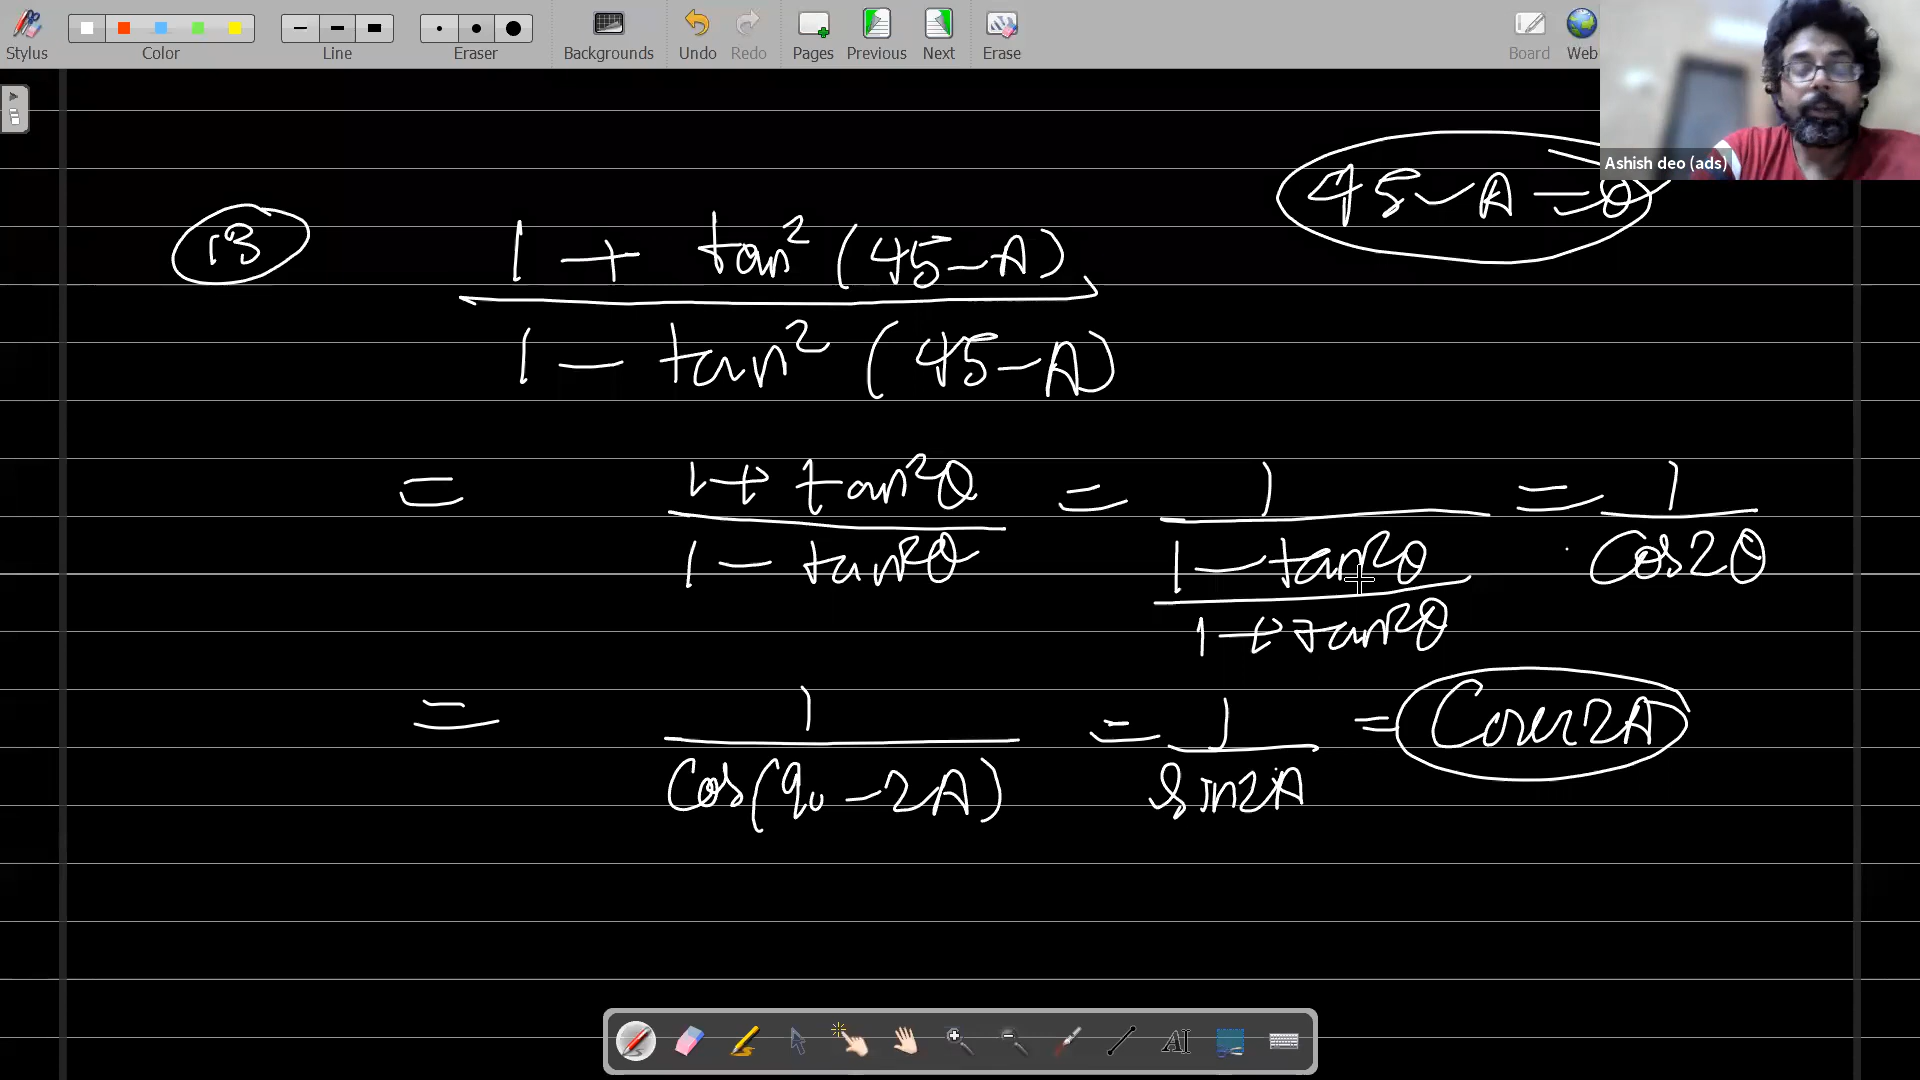 Stylus Color Line Eraser Backgrounds Undo Redo Pages Previous Next Erase Board Web
Ashish deo (ads)
45 - A = θ
13
1 + tan² (45 - A)
1 - tan² (45 - A)
= 1 + tan²θ = 1 = 1
1 - tan²θ 1 - tan²θ cos2θ
1 + tan²θ
= 1 = 1 = Cosec2A
Cos(90 - 2A) Sin2A